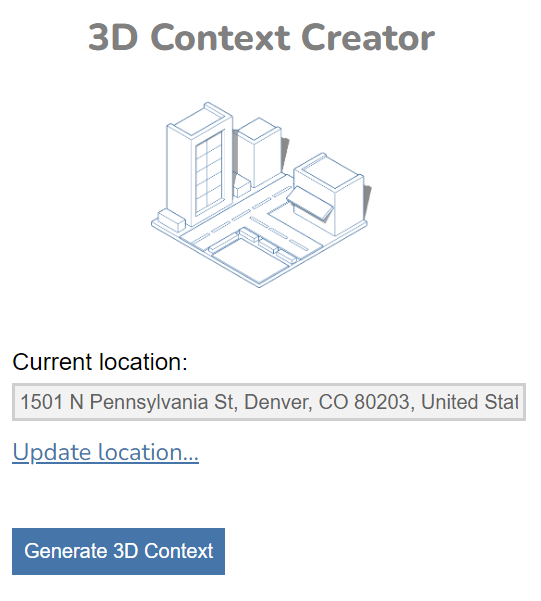 3D Context Creator
Current location:
1501 N Pennsylvania St, Denver, CO 80203, United Stat
Update location...
Generate 3D Context